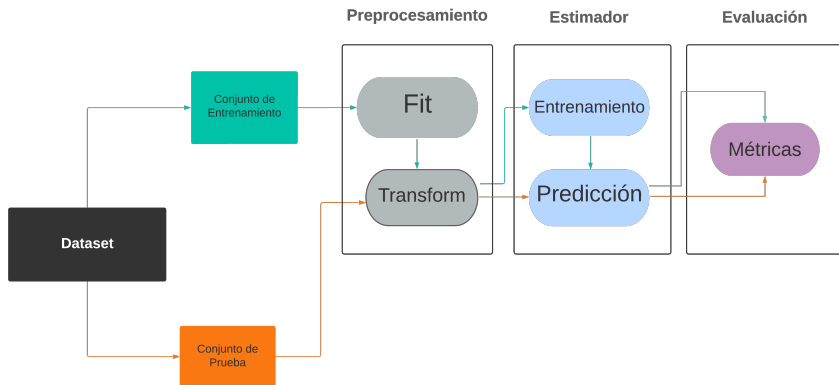 Preprocesamiento
Estimador
Evaluación
Conjunto de
Entrenamiento
Fit
Entrenamiento
Métricas
Transform
Predicción
Dataset
Conjunto de
Prueba